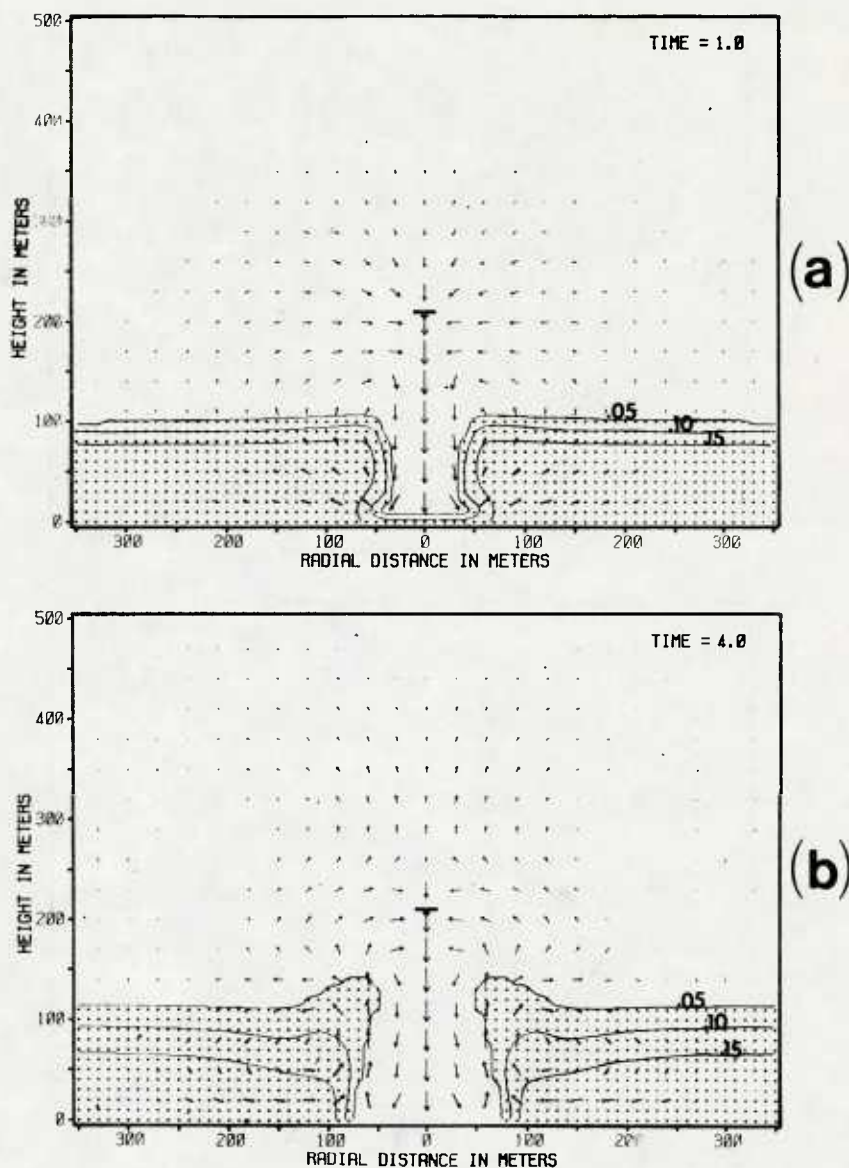 500
TIME = 1.0
400
300
HEIGHT IN METERS
200
100
0
.05
.10
.15
300 200 100 0 100 200 300
RADIAL DISTANCE IN METERS
(a)
500
TIME = 4.0
400
300
HEIGHT IN METERS
200
100
0
.05
.10
.15
300 200 100 0 100 200 300
RADIAL DISTANCE IN METERS
(b)